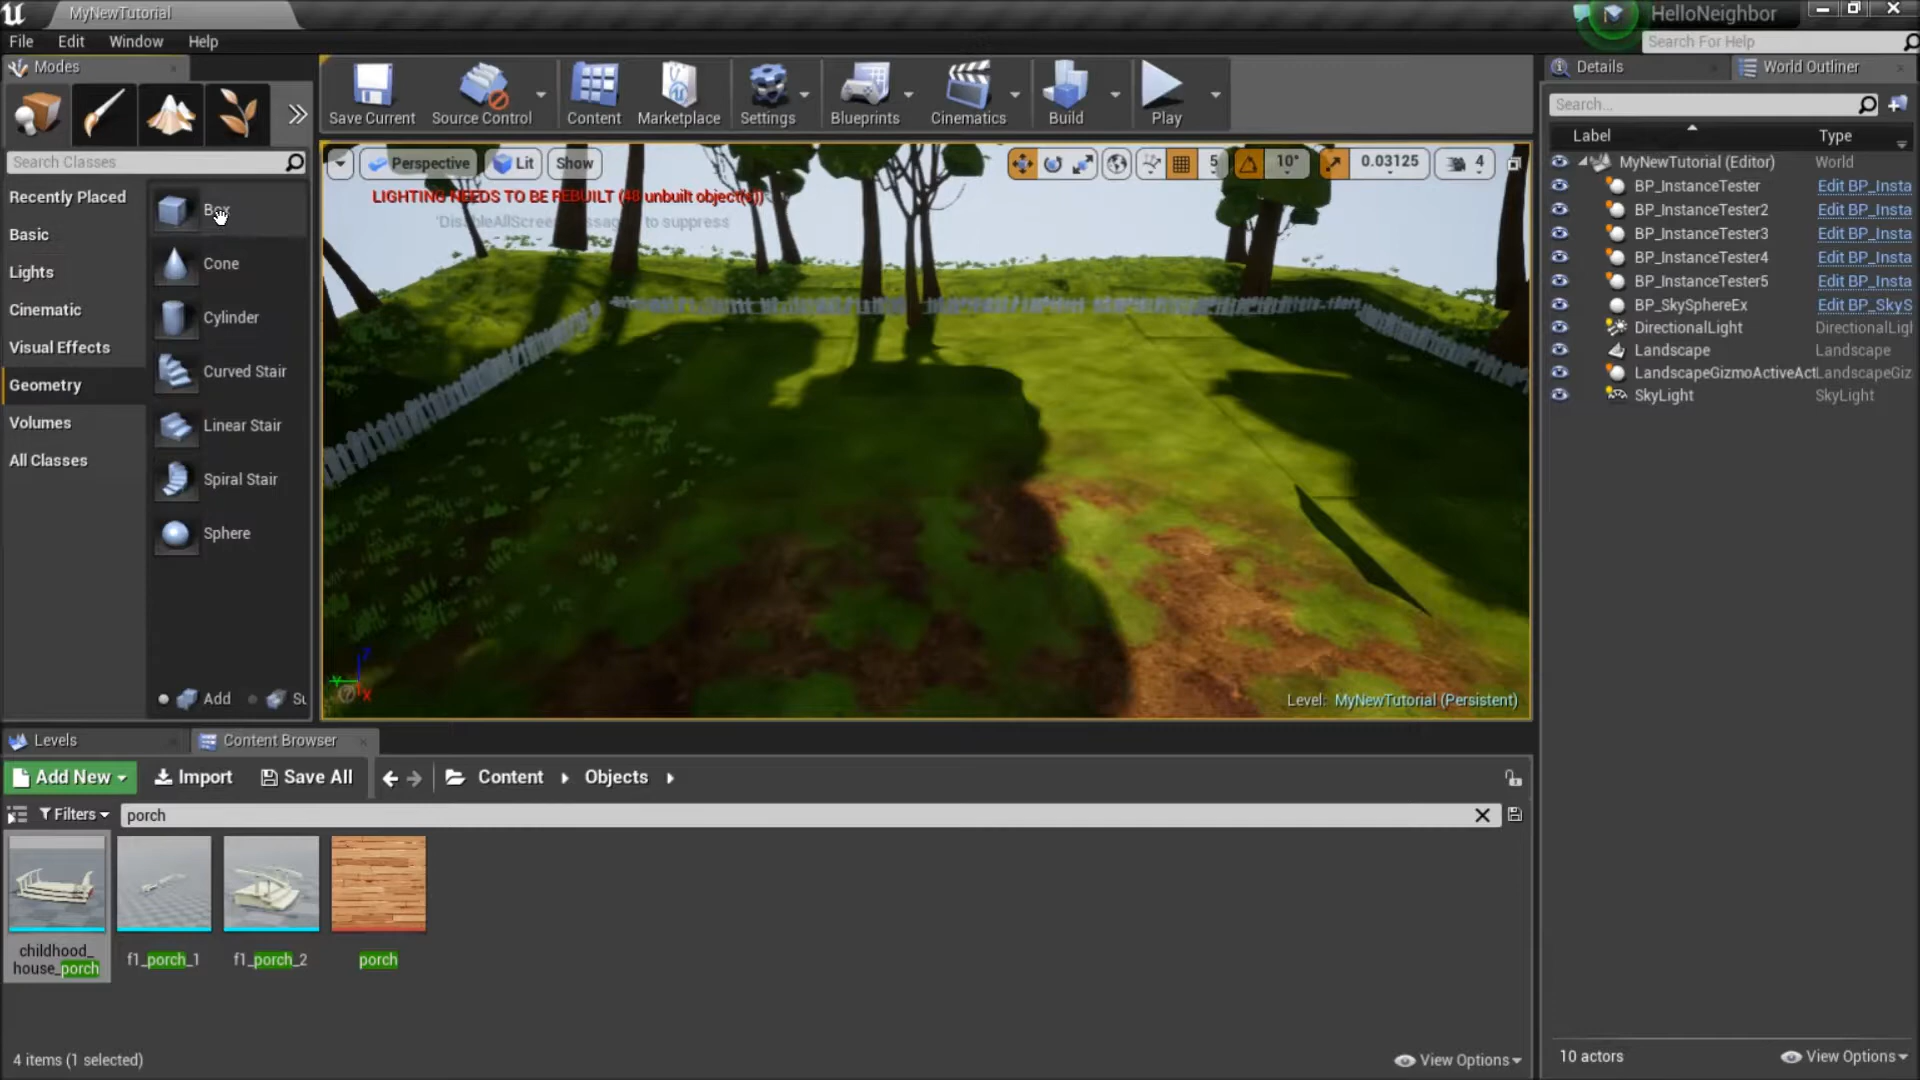 MyNewTutorial
HelloNeighbor
File Edit Window Help
Search For Help
Modes
Details
World Outliner
Save Current
Source Control
Content
Marketplace
Settings
Blueprints
Cinematics
Build
Play
Search Classes
Recently Placed
Basic
Lights
Cinematic
Visual Effects
Geometry
Volumes
All Classes
Box
Cone
Cylinder
Curved Stair
Linear Stair
Spiral Stair
Sphere
Add
Su
Perspective
Lit
Show
5
10°
0.03125
4
LIGHTING NEEDS TO BE REBUILT (48 unbuilt object(s))
to suppress
Z
Y
X
Level: MyNewTutorial (Persistent)
Search...
Label Type
MyNewTutorial (Editor) World
BP_InstanceTester Edit BP_Insta
BP_InstanceTester2 Edit BP_Insta
BP_InstanceTester3 Edit BP_Insta
BP_InstanceTester4 Edit BP_Insta
BP_InstanceTester5 Edit BP_Insta
BP_SkySphereEx Edit BP_SkyS
DirectionalLight DirectionalLigh
Landscape Landscape
LandscapeGizmoActiveAct LandscapeGiz
SkyLight SkyLight
10 actors
View Options
Levels
Content Browser
Add New
Import
Save All
Content
Objects
Filters
porch
childhood_
house_porch
f1_porch_1
f1_porch_2
porch
4 items (1 selected)
View Options